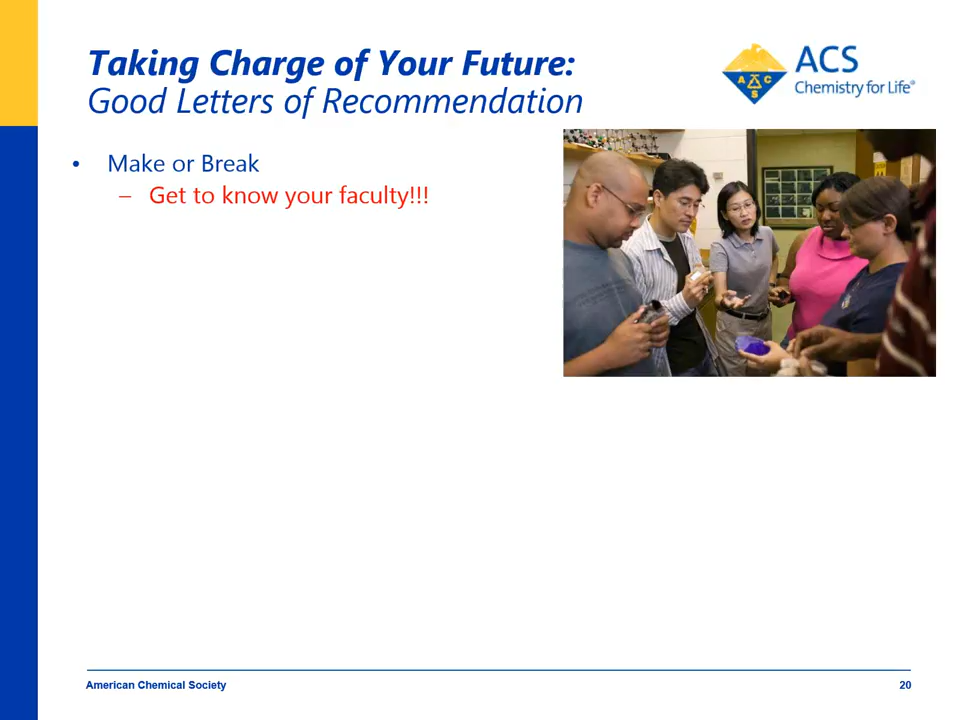 Taking Charge of Your Future:
Good Letters of Recommendation
A C S
ACS
Chemistry for Life®
• Make or Break
– Get to know your faculty!!!
American Chemical Society
20